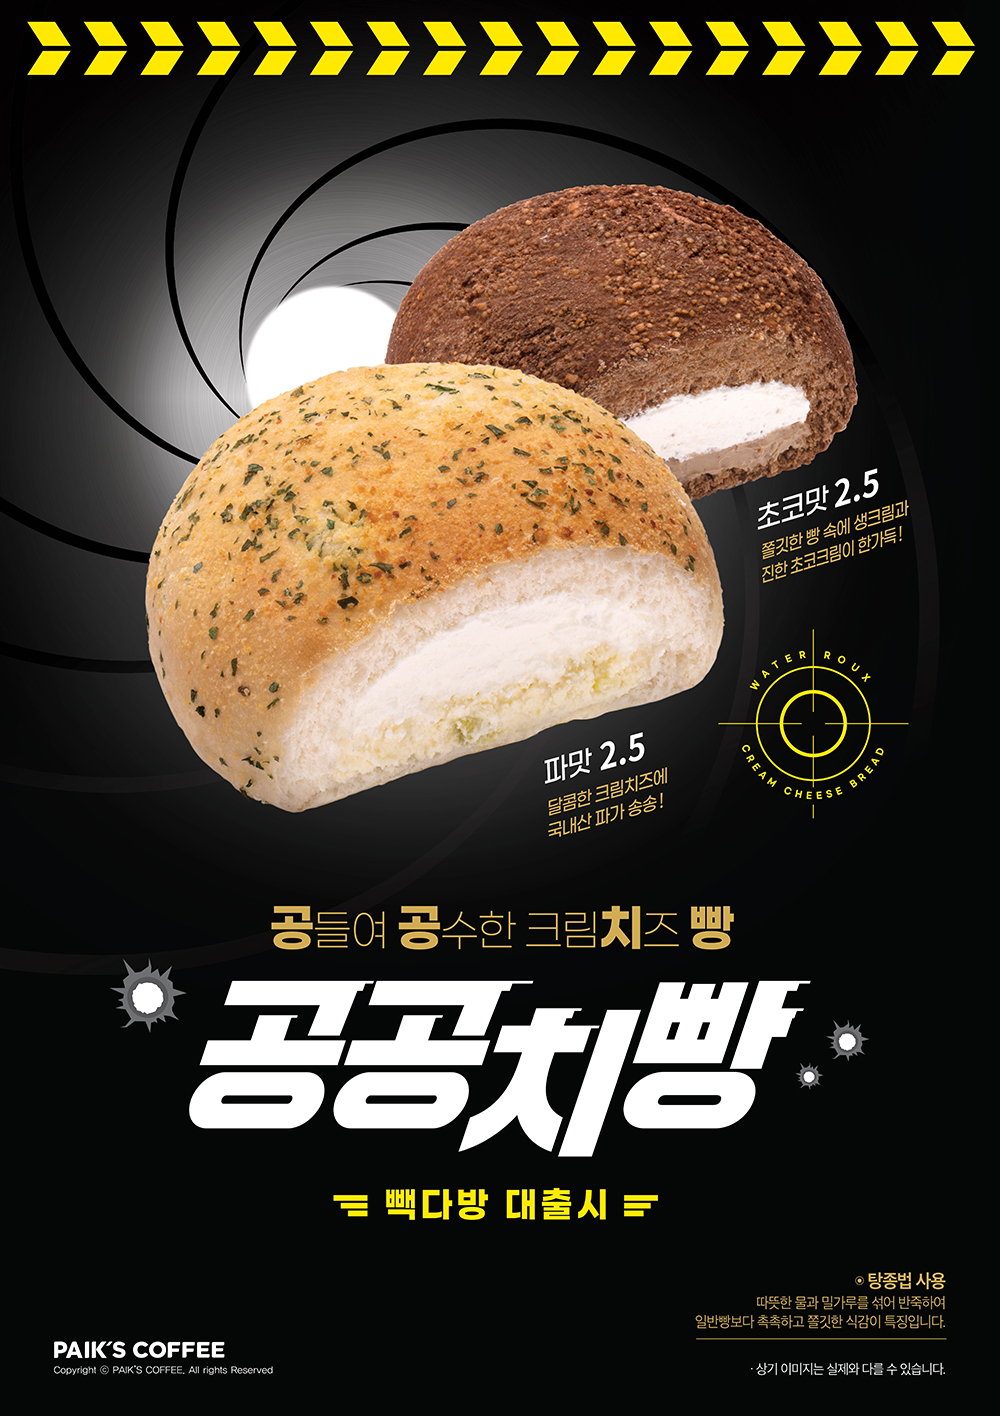 초코맛 2.5
쫄깃한 빵 속에 생크림과
진한 초코크림이 한가득!
WATER ROUX
CREAM CHEESE BREAD
파맛 2.5
달콤한 크림치즈에
국내산 파가 송송!
공들여 공수한 크림치즈 빵
공공치빵
빽다방 대출시
탕종법 사용
따뜻한 물과 밀가루를 섞어 반죽하여
일반빵보다 촉촉하고 쫄깃한 식감이 특징입니다.
PAIK'S COFFEE
Copyright ⓒ PAIK'S COFFEE. All rights Reserved
· 상기 이미지는 실제와 다를 수 있습니다.